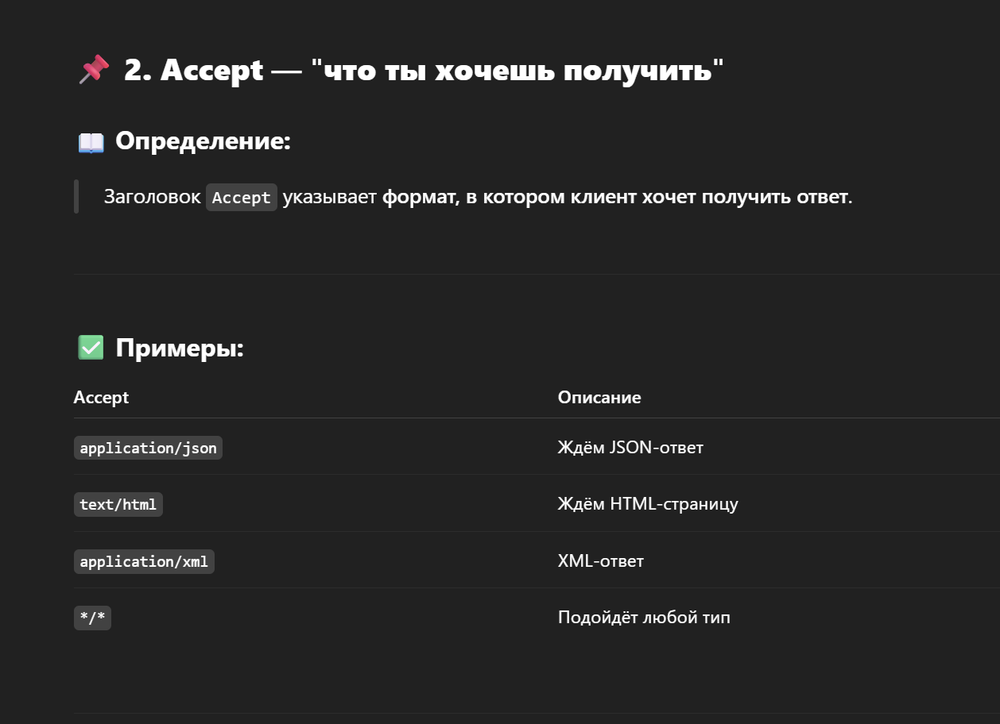 📌 2. Accept — "что ты хочешь получить"
📖 Определение:
Заголовок Accept указывает формат, в котором клиент хочет получить ответ.
✅ Примеры:
Accept Описание
application/json Ждём JSON-ответ
text/html Ждём HTML-страницу
application/xml XML-ответ
*/* Подойдёт любой тип